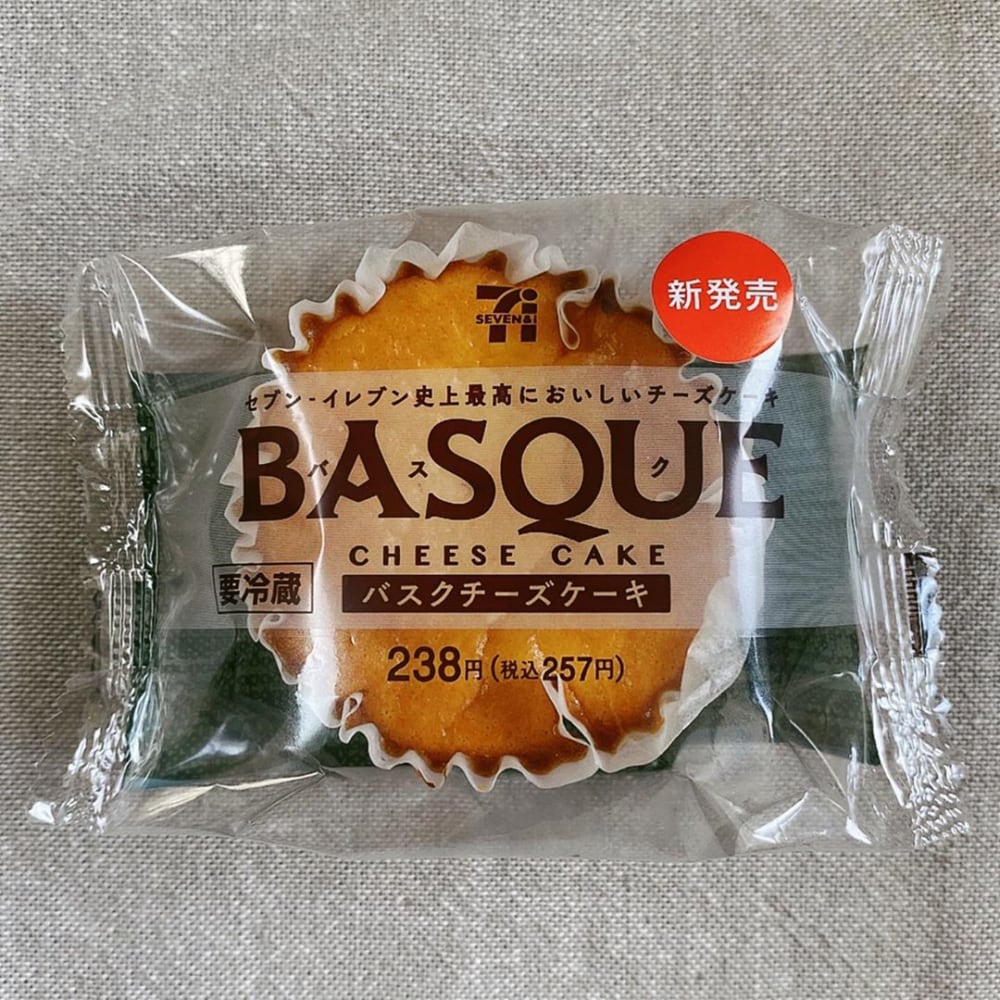 7i
SEVEN&i
新発売
セブン-イレブン史上最高においしいチーズケーキ
BASQUE
バスク
CHEESE CAKE
要冷蔵
バスクチーズケーキ
238円(税込257円)